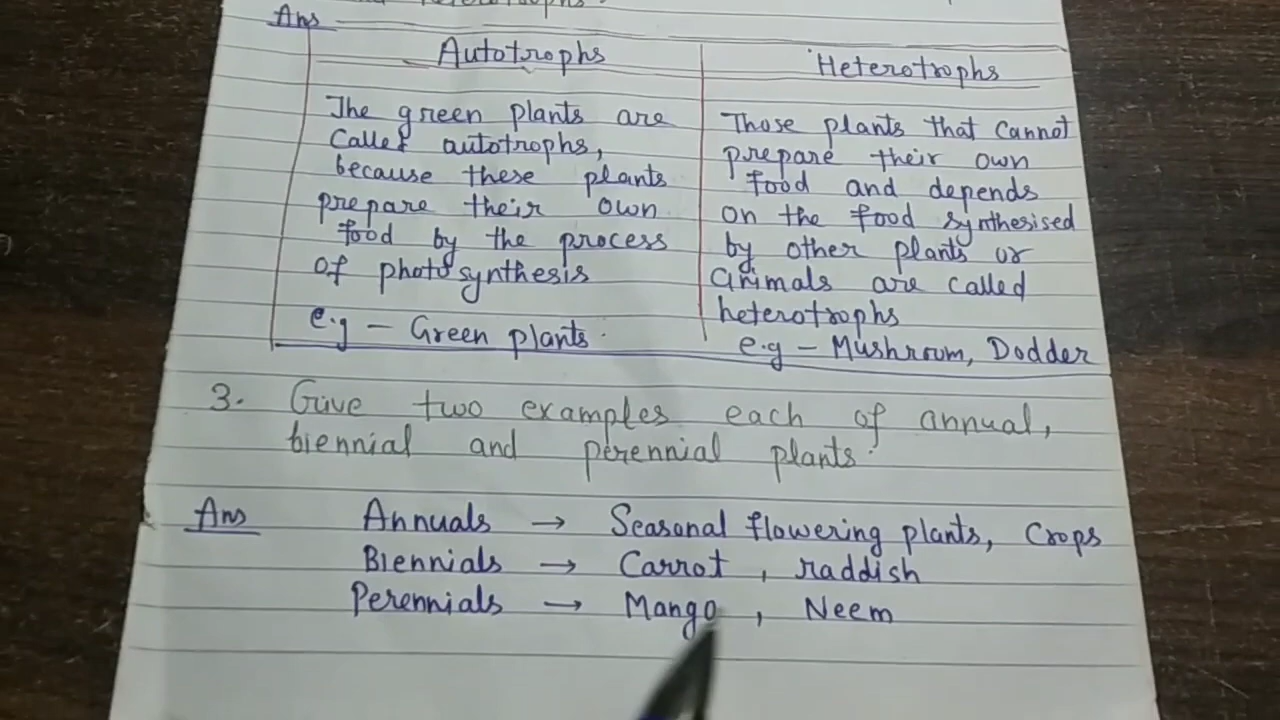 Ans
Autotrophs
The green plants are
called autotrophs,
because these plants
prepare their own
food by the process
of photosynthesis
e.g - Green plants.
Heterotrophs
Those plants that cannot
prepare their own
food and depends
on the food synthesised
by other plants or
animals are called
heterotrophs
e.g - Mushroom, Dodder
3. Give two examples each of annual,
biennial and perennial plants.
Ans Annuals → Seasonal flowering plants, Crops
Biennials → Carrot, raddish
Perennials → Mango, Neem